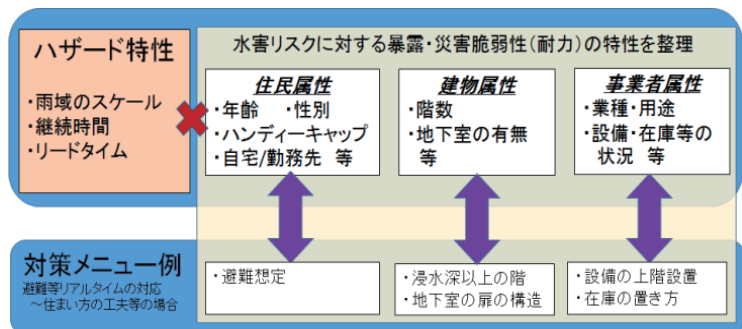 ハザード特性
・雨域のスケール
・継続時間
・リードタイム
水害リスクに対する暴露・災害脆弱性(耐力)の特性を整理
住民属性
・年齢　・性別
・ハンディーキャップ
・自宅/勤務先　等
建物属性
・階数
・地下室の有無
等
事業者属性
・業種・用途
・設備・在庫等の
状況　等
対策メニュー例
避難等リアルタイムの対応
～住まい方の工夫等の場合
・避難想定
・浸水深以上の階
・地下室の扉の構造
・設備の上階設置
・在庫の置き方